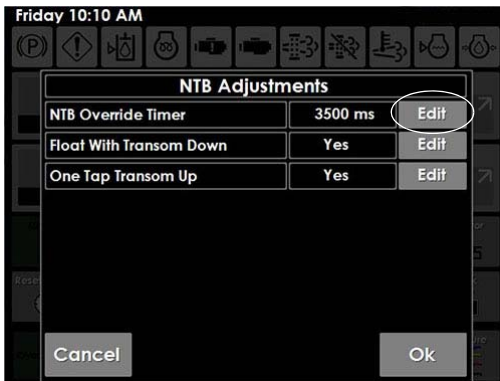 Friday 10:10 AM
(P)
NTB Adjustments
NTB Override Timer 3500 ms Edit
Float With Transom Down Yes Edit
One Tap Transom Up Yes Edit
Rese
Cancel Ok